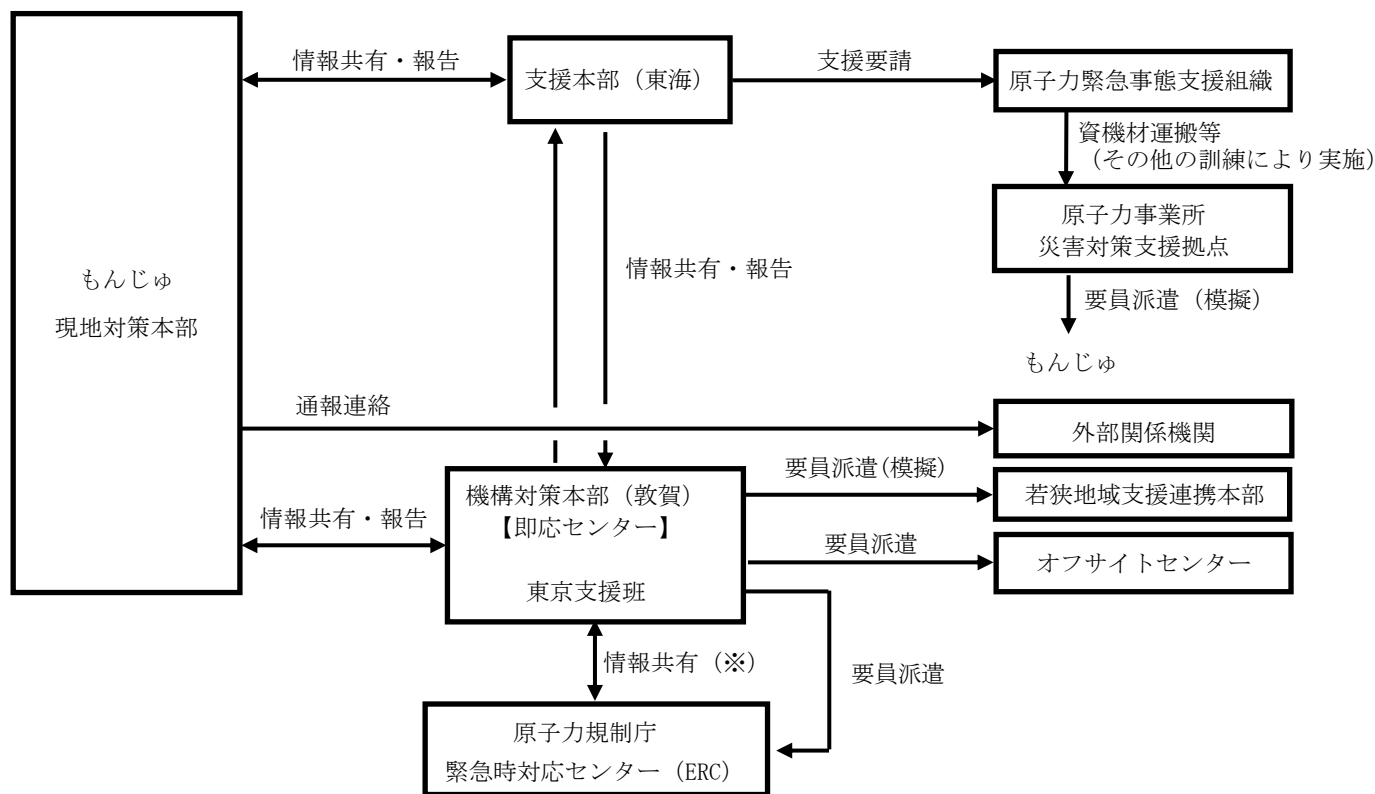 情報共有・報告
支援本部（東海）
支援要請
原子力緊急事態支援組織
資機材運搬等
（その他の訓練により実施）
原子力事業所
災害対策支援拠点
要員派遣（模擬）
もんじゅ
もんじゅ
現地対策本部
情報共有・報告
通報連絡
外部関係機関
機構対策本部（敦賀）
【即応センター】
東京支援班
要員派遣(模擬)
若狭地域支援連携本部
情報共有・報告
要員派遣
オフサイトセンター
情報共有（※）
要員派遣
原子力規制庁
緊急時対応センター（ERC）